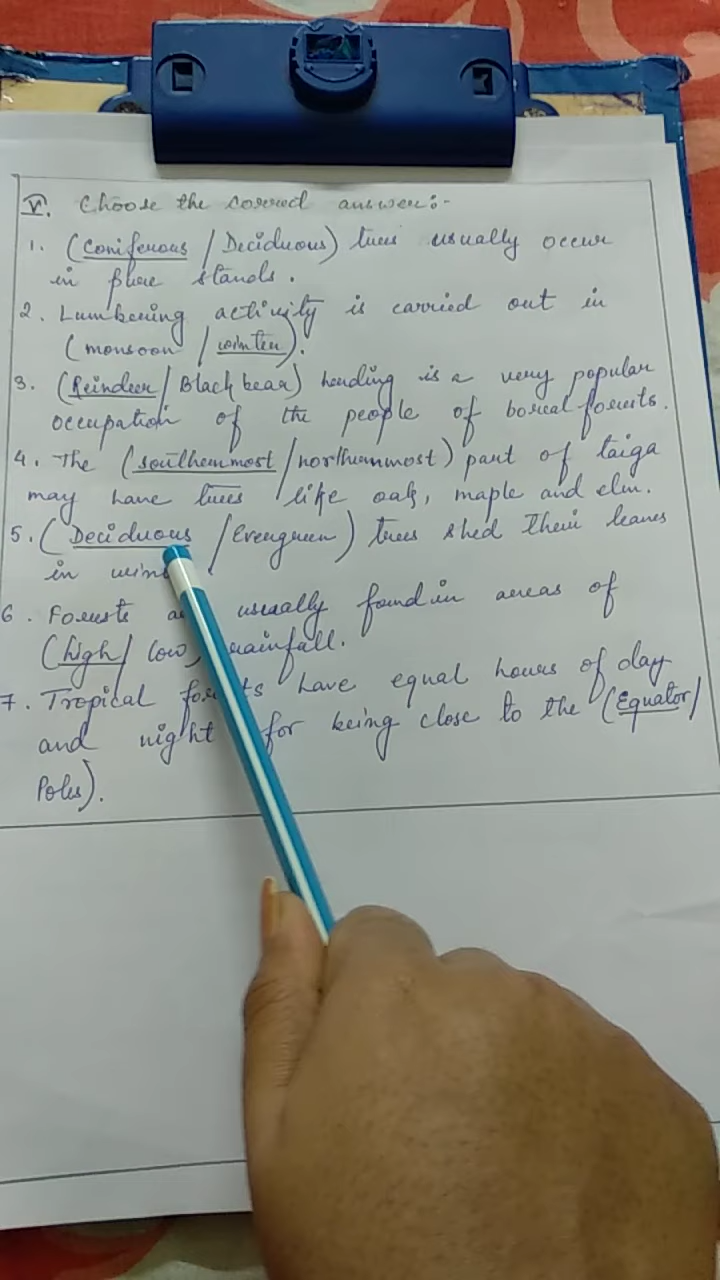 V. Choose the correct answer:-
1. (Coniferous / Deciduous) trees usually occur
in pure stands.
2. Lumbering activity is carried out in
(monsoon / winter).
3. (Reindeer / Black bear) herding is a very popular
occupation of the people of boreal forests.
4. The (southernmost / northernmost) part of taiga
may have trees like oak, maple and elm.
5. (Deciduous / Evergreen) trees shed their leaves
in
6. Forests usually found in areas of
(high / low) rainfall.
7. Tropical forests have equal hours of day
and night for being close to the (Equator /
Poles).